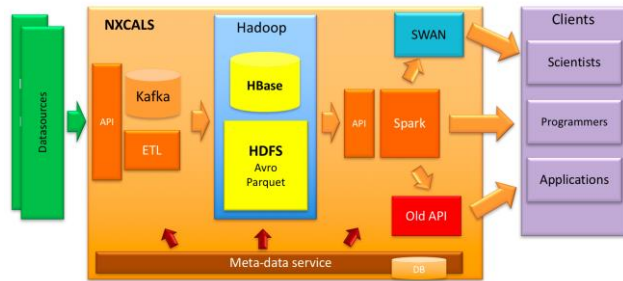 NXCALS
Hadoop
Clients
Datasources
API
Kafka
ETL
HBase
HDFS
Avro
Parquet
API
Spark
SWAN
Old API
Scientists
Programmers
Applications
Meta-data service
DB